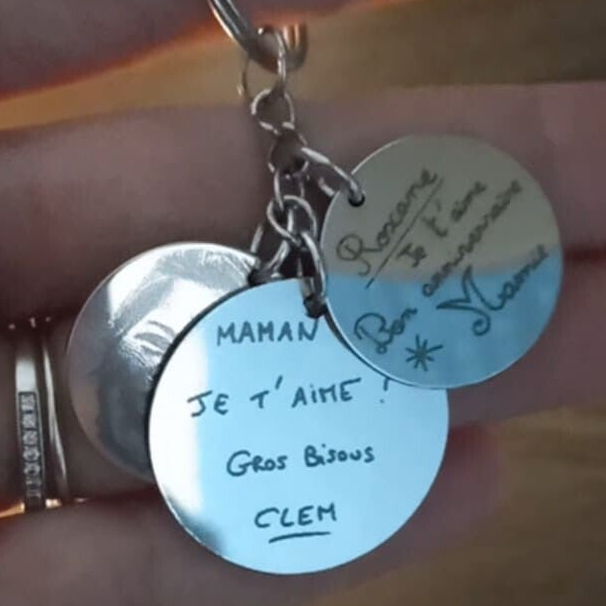 MAMAN
JE T'AIME !
GROS BISOUS
CLEM
Roxane
Je t'aime
Bon anniversaire
Mamie